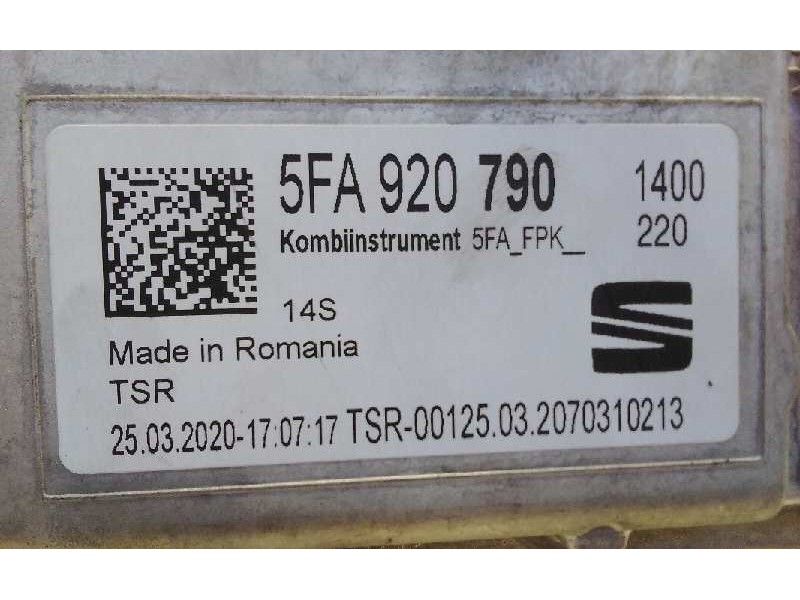 5FA 920 790 1400
Kombiinstrument 5FA_FPK__ 220
14S
Made in Romania
TSR
25.03.2020-17:07:17 TSR-00125.03.2070310213